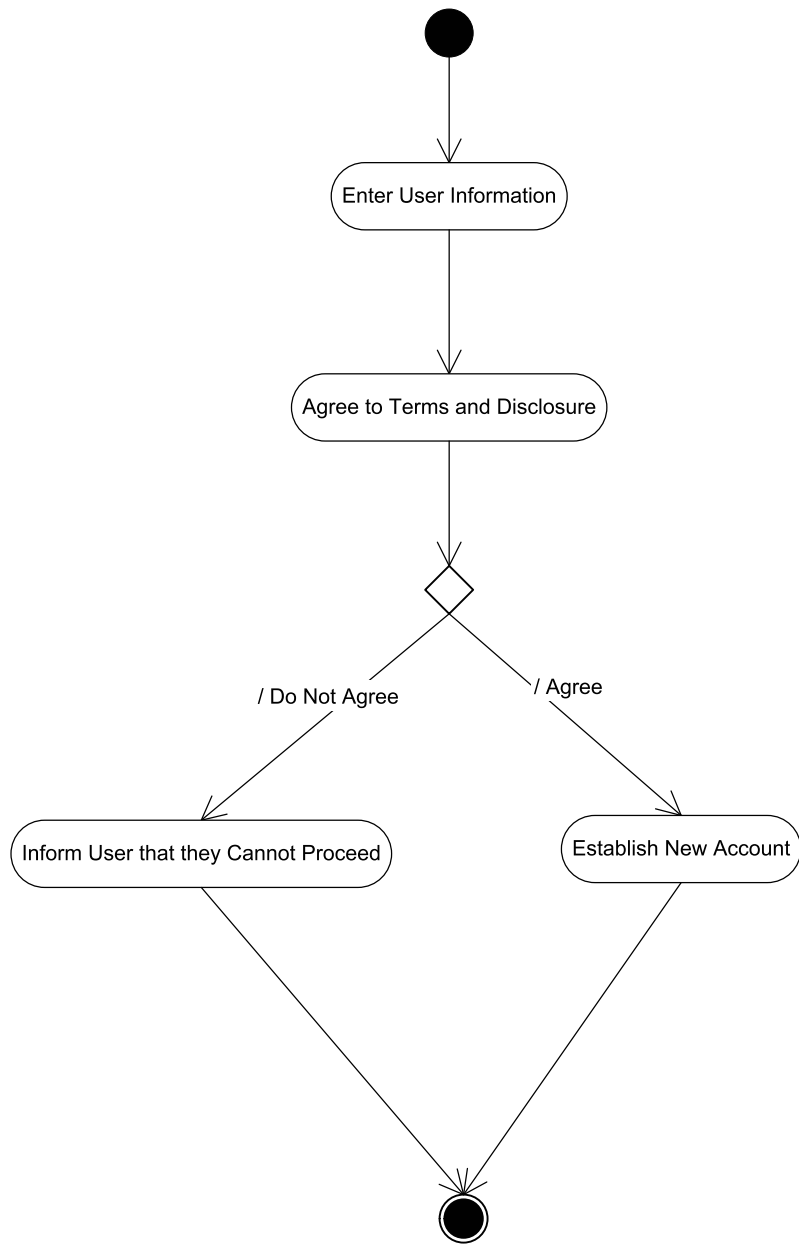 Enter User Information
Agree to Terms and Disclosure
/ Do Not Agree
/ Agree
Inform User that they Cannot Proceed
Establish New Account